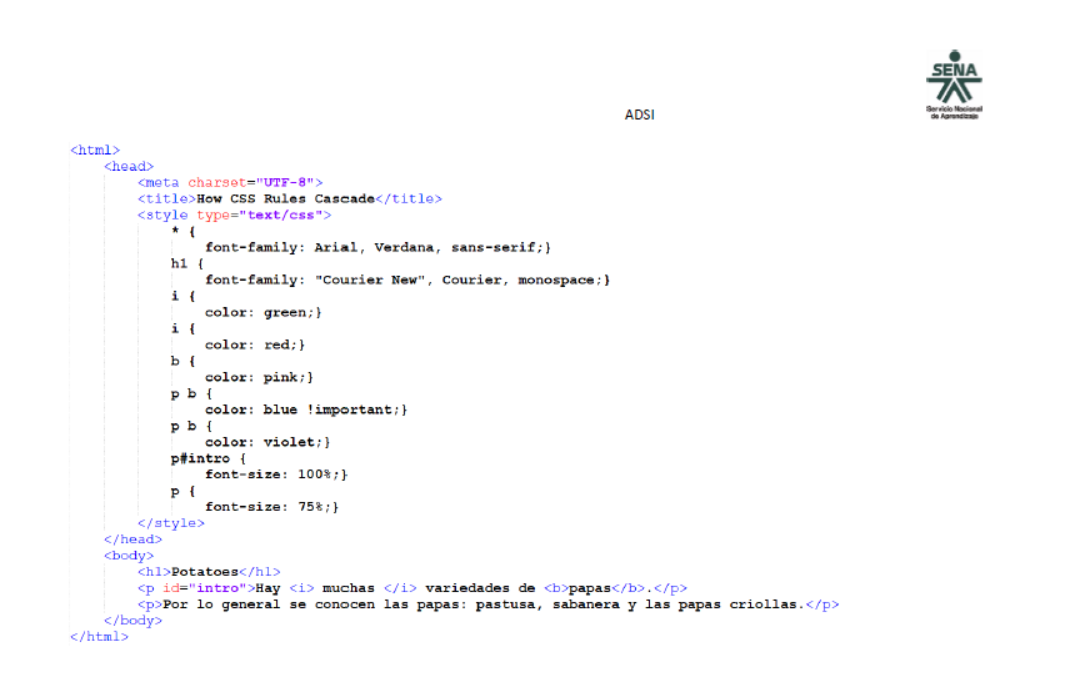 SENA
Servicio Nacional
de Aprendizaje
ADSI
<html>
<head>
<meta charset="UTF-8">
<title>How CSS Rules Cascade</title>
<style type="text/css">
* {
font-family: Arial, Verdana, sans-serif;}
h1 {
font-family: "Courier New", Courier, monospace;}
i {
color: green;}
i {
color: red;}
b {
color: pink;}
p b {
color: blue !important;}
p b {
color: violet;}
p#intro {
font-size: 100%;}
p {
font-size: 75%;}
</style>
</head>
<body>
<h1>Potatoes</h1>
<p id="intro">Hay <i> muchas </i> variedades de <b>papas</b>.</p>
<p>Por lo general se conocen las papas: pastusa, sabanera y las papas criollas.</p>
</body>
</html>